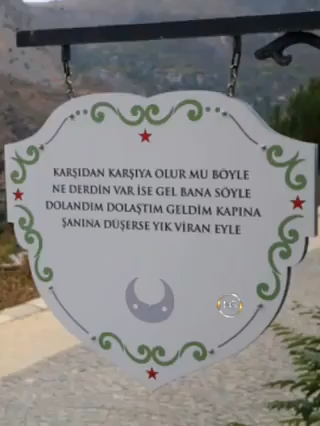 KARŞIDAN KARŞIYA OLUR MU BÖYLE
NE DERDİN VAR İSE GEL BANA SÖYLE
DOLANDIM DOLAŞTIM GELDİM KAPINA
ŞANINA DÜŞERSE YIK VİRAN EYLE